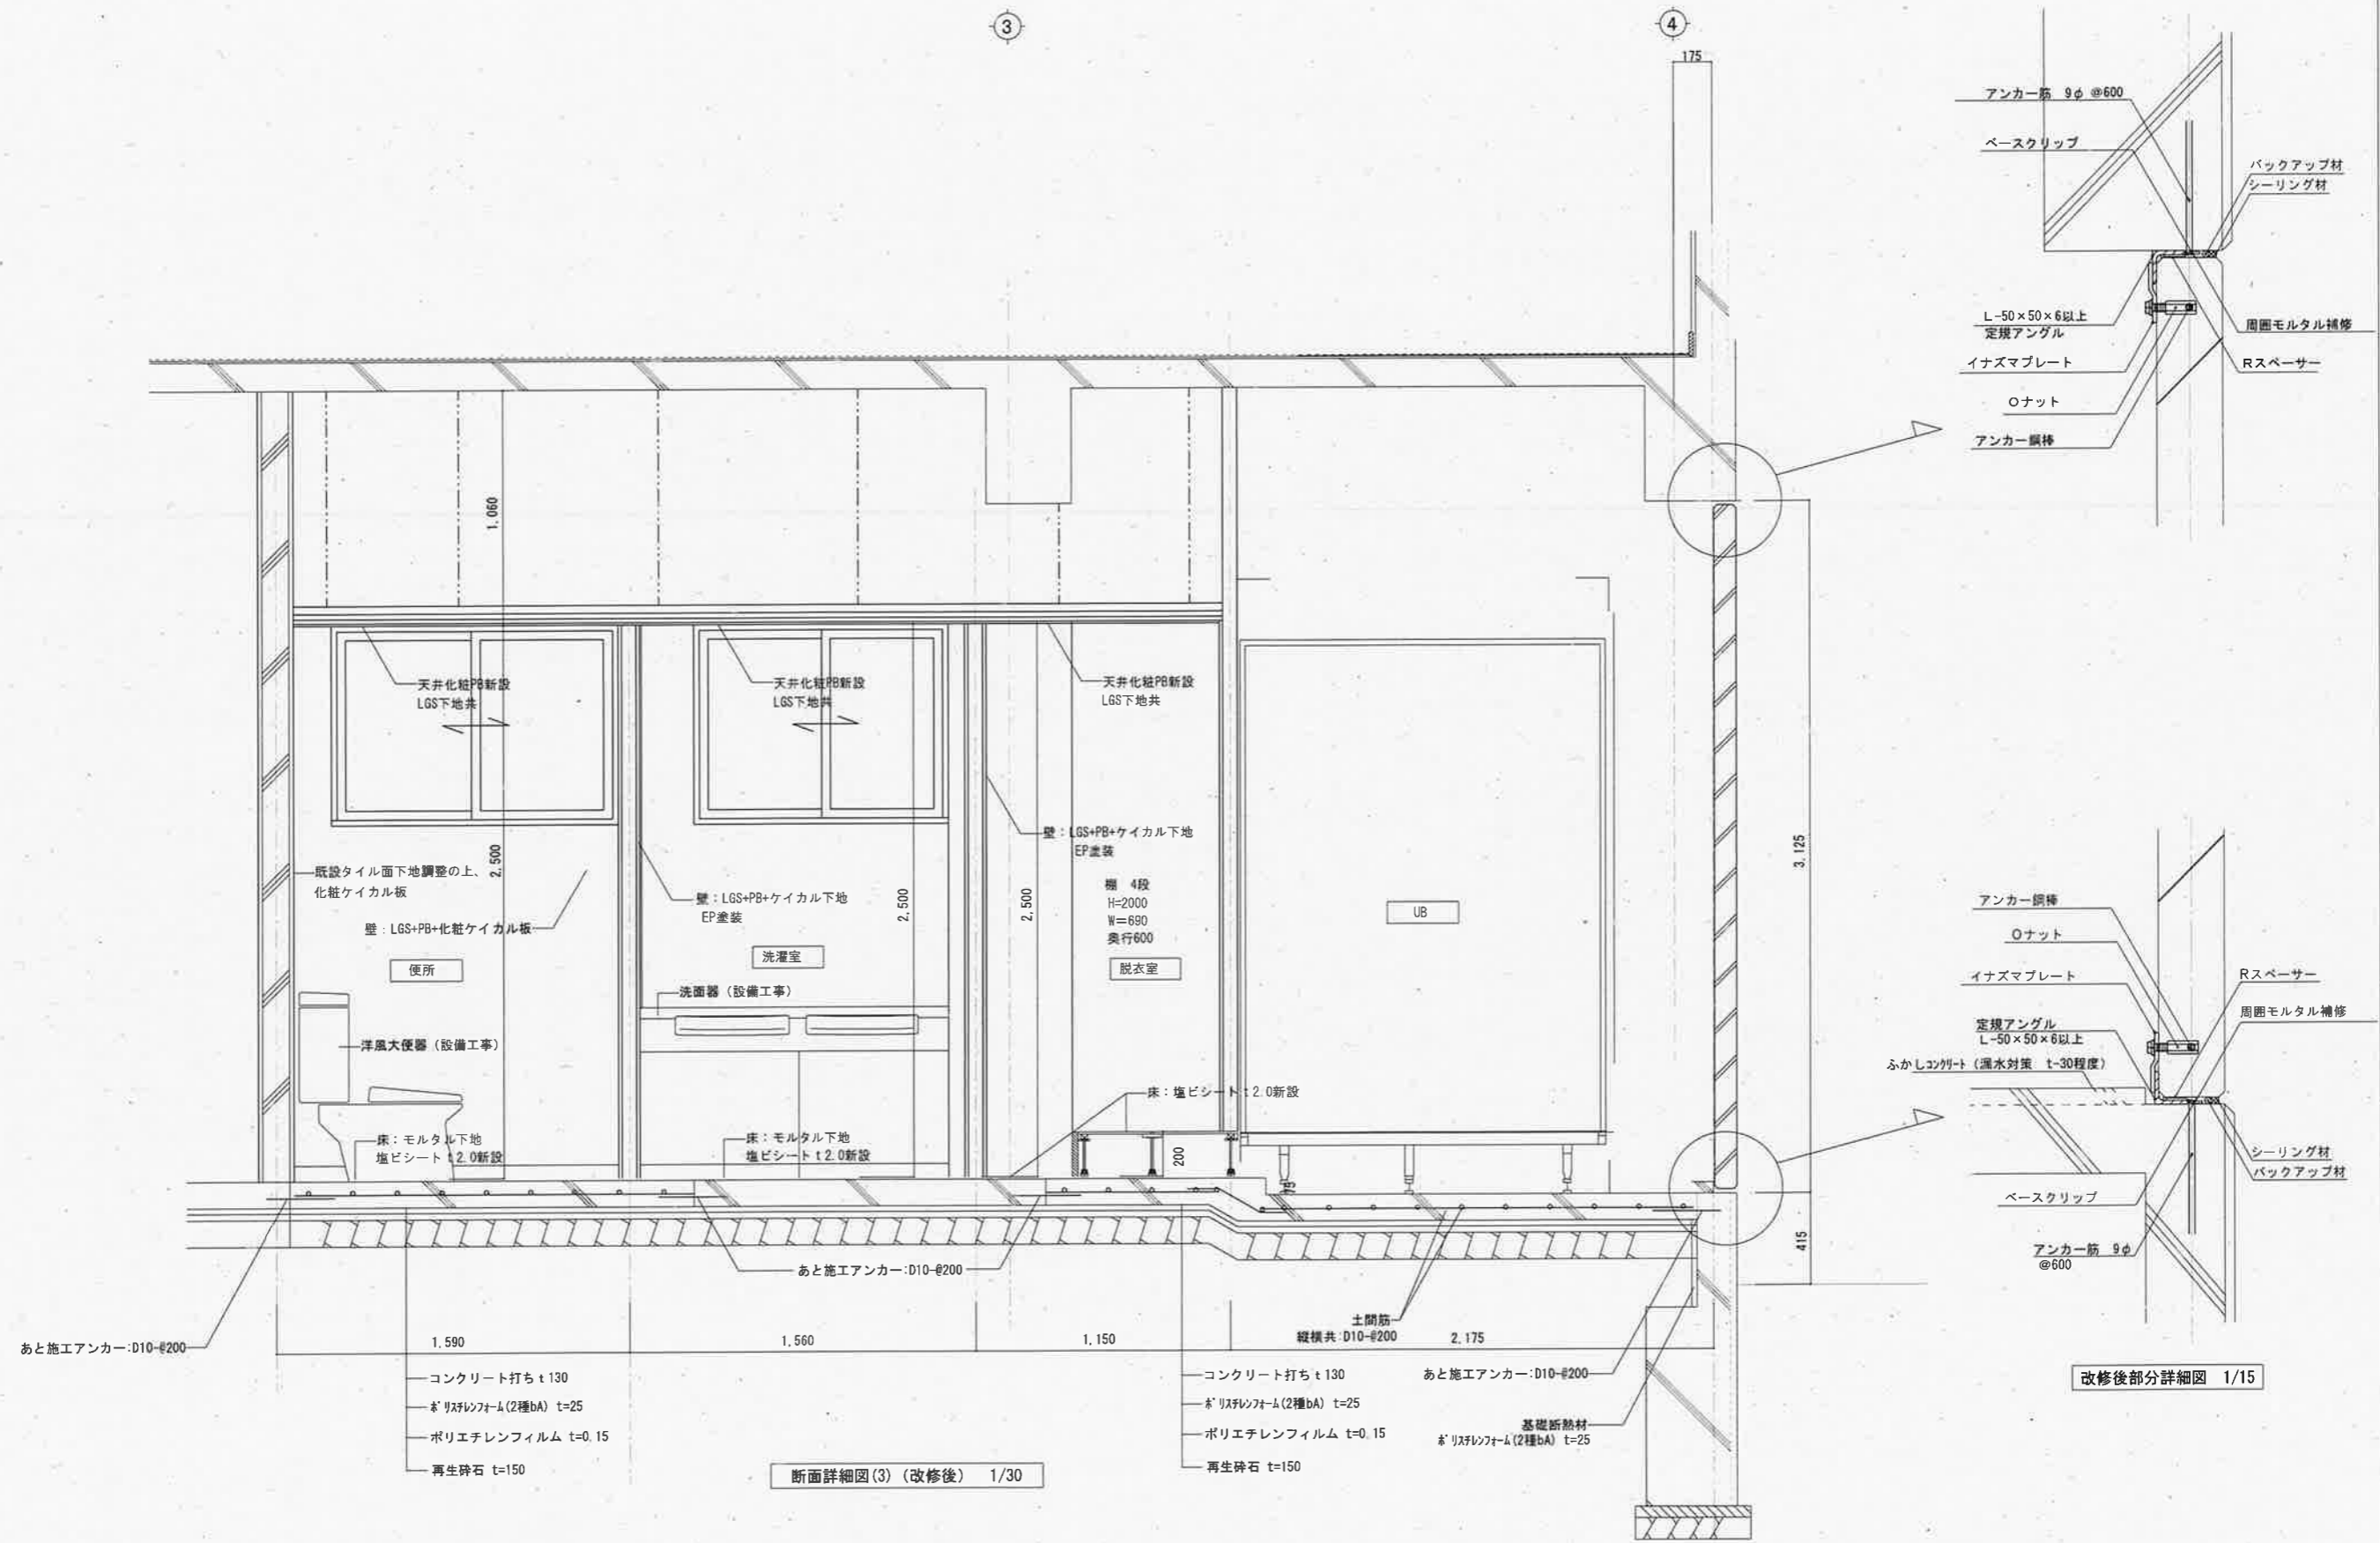 3
4
175
アンカー筋 9φ @600
ベースクリップ
バックアップ材
シーリング材
L-50×50×6以上
定規アングル
周囲モルタル補修
イナズマプレート
Rスペーサー
Oナット
アンカー鋼棒
1,060
天井化粧PB新設
LGS下地共
天井化粧PB新設
LGS下地共
天井化粧PB新設
LGS下地共
2,500
既設タイル面下地調整の上、
化粧ケイカル板
壁:LGS+PB+化粧ケイカル板
便所
洋風大便器(設備工事)
床:モルタル下地
塩ビシート t2.0新設
壁:LGS+PB+ケイカル下地
EP塗装
2,500
洗濯室
洗面器(設備工事)
床:モルタル下地
塩ビシート t2.0新設
壁:LGS+PB+ケイカル下地
EP塗装
2,500
棚 4段
H=2000
W=690
奥行600
脱衣室
床:塩ビシート t2.0新設
200
UB
75
3,125
415
アンカー鋼棒
Oナット
イナズマプレート
Rスペーサー
周囲モルタル補修
定規アングル
L-50×50×6以上
ふかしコンクリート(漏水対策 t-30程度)
シーリング材
バックアップ材
ベースクリップ
アンカー筋 9φ
@600
あと施工アンカー:D10-@200
あと施工アンカー:D10-@200
土間筋
縦横共:D10-@200
1,590
1,560
1,150
2,175
あと施工アンカー:D10-@200
コンクリート打ち t130
ポリスチレンフォーム(2種bA) t=25
ポリエチレンフィルム t=0.15
再生砕石 t=150
コンクリート打ち t130
ポリスチレンフォーム(2種bA) t=25
ポリエチレンフィルム t=0.15
再生砕石 t=150
基礎断熱材
ポリスチレンフォーム(2種bA) t=25
断面詳細図(3)(改修後) 1/30
改修後部分詳細図 1/15